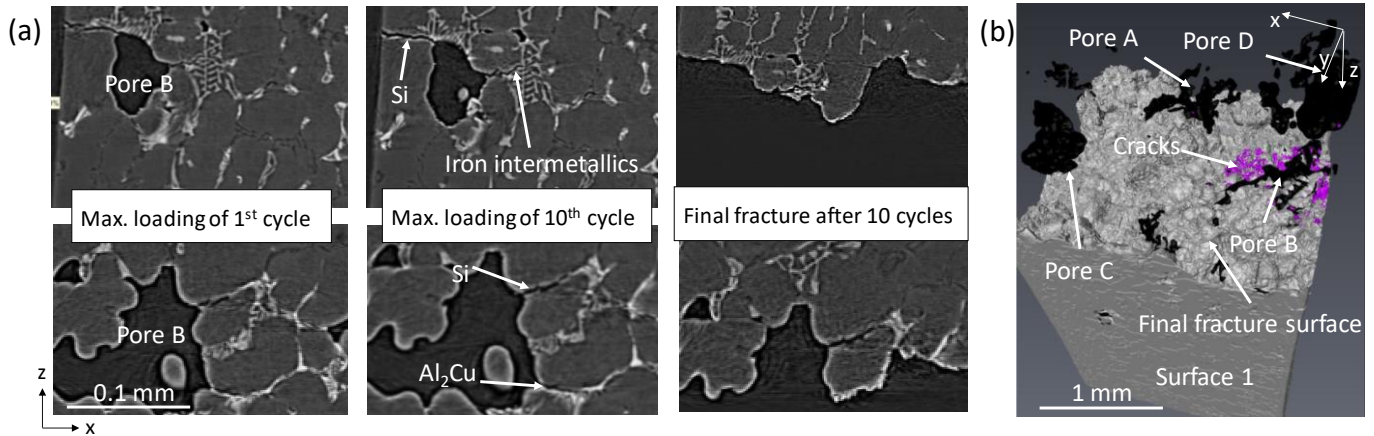 (a)
Pore B
Si
Iron intermetallics
Max. loading of 1st cycle
Max. loading of 10th cycle
Final fracture after 10 cycles
Pore B
Si
Al2Cu
0.1 mm
z
x
(b)
x
y
z
Pore A
Pore D
Cracks
Pore B
Pore C
Final fracture surface
Surface 1
1 mm